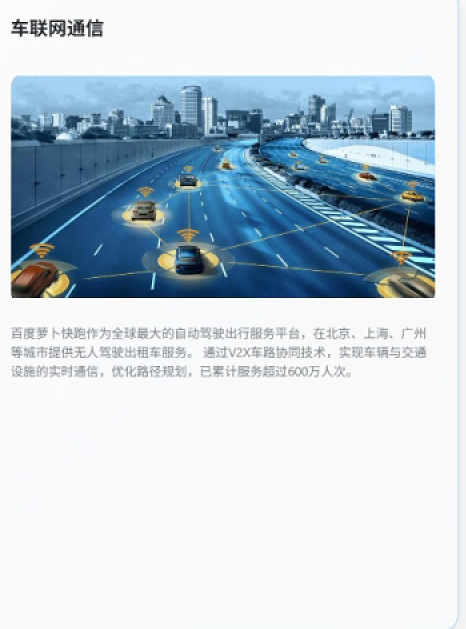 车联网通信
百度萝卜快跑作为全球最大的自动驾驶出行服务平台，在北京、上海、广州
等城市提供无人驾驶出租车服务。 通过V2X车路协同技术，实现车辆与交通
设施的实时通信，优化路径规划，已累计服务超过600万人次。